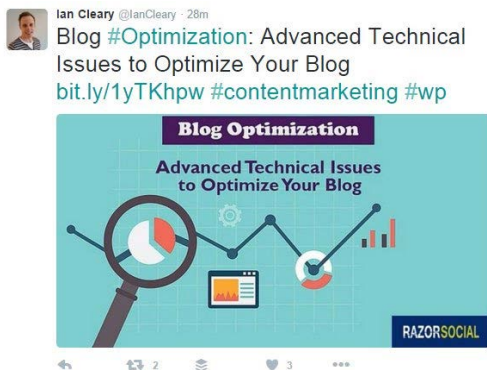 Ian Cleary @IanCleary · 28m
Blog #Optimization: Advanced Technical
Issues to Optimize Your Blog
bit.ly/1yTKhpw #contentmarketing #wp
Blog Optimization
Advanced Technical Issues
to Optimize Your Blog
RAZORSOCIAL
2 3